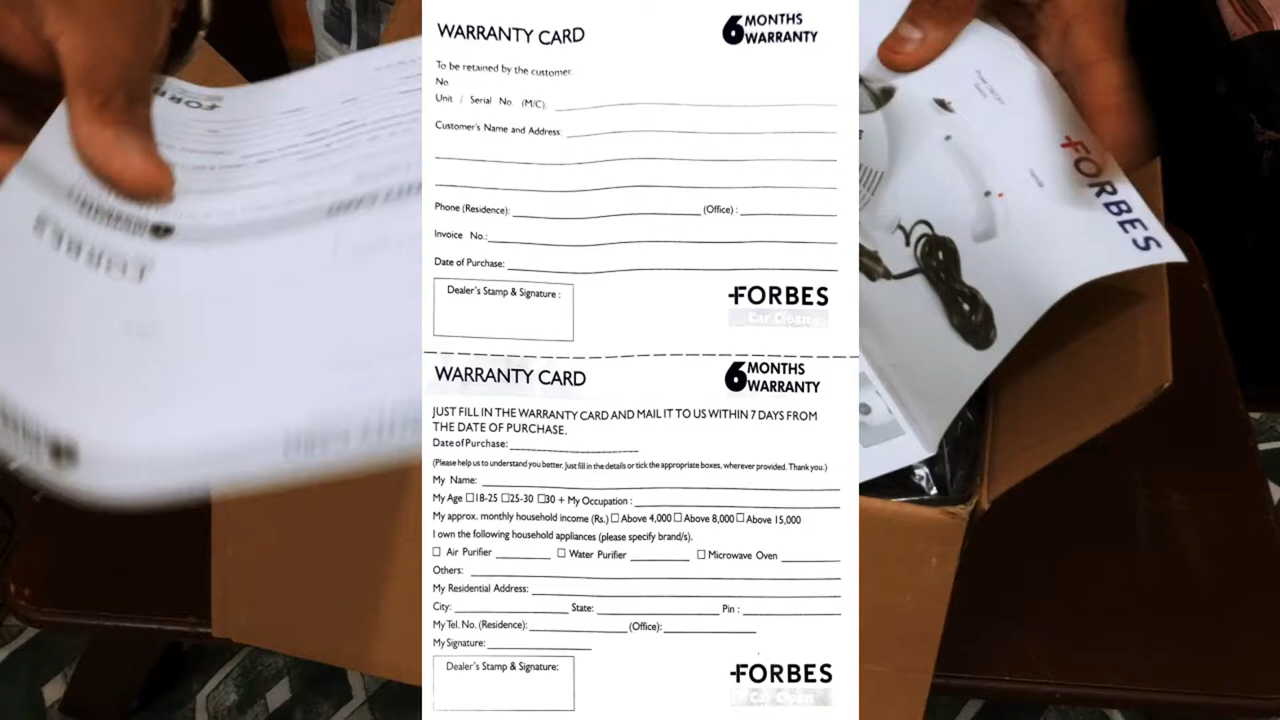 WARRANTY CARD
6 MONTHS WARRANTY
To be retained by the customer.
No.
Unit / Serial No. (M/C):
Customer's Name and Address:
Phone (Residence): (Office) :
Invoice No.:
Date of Purchase:
Dealer's Stamp & Signature :
FORBES
Car Clean
WARRANTY CARD
6 MONTHS WARRANTY
JUST FILL IN THE WARRANTY CARD AND MAIL IT TO US WITHIN 7 DAYS FROM
THE DATE OF PURCHASE.
Date of Purchase:
(Please help us to understand you better. Just fill in the details or tick the appropriate boxes, wherever provided. Thank you.)
My Name:
My Age ☐18-25 ☐25-30 ☐30 + My Occupation :
My approx. monthly household income (Rs.) ☐ Above 4,000 ☐ Above 8,000 ☐ Above 15,000
I own the following household appliances (please specify brand/s).
☐ Air Purifier ☐ Water Purifier ☐ Microwave Oven
Others:
My Residential Address:
City: State: Pin :
My Tel. No. (Residence): (Office):
My Signature:
Dealer's Stamp & Signature:
FORBES
Car Clean
FORBES
FORBES
FORBES